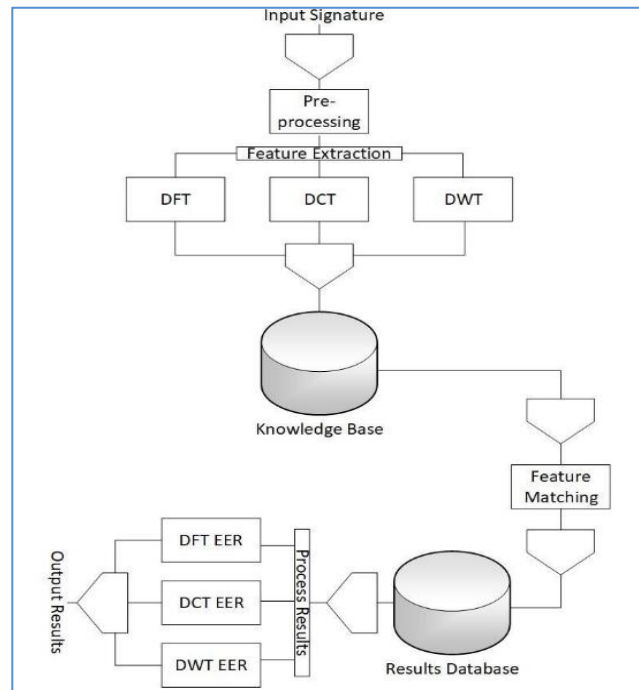 Input Signature
Pre-
processing
Feature Extraction
DFT
DCT
DWT
Knowledge Base
Feature
Matching
DFT EER
DCT EER
DWT EER
Process Results
Output Results
Results Database